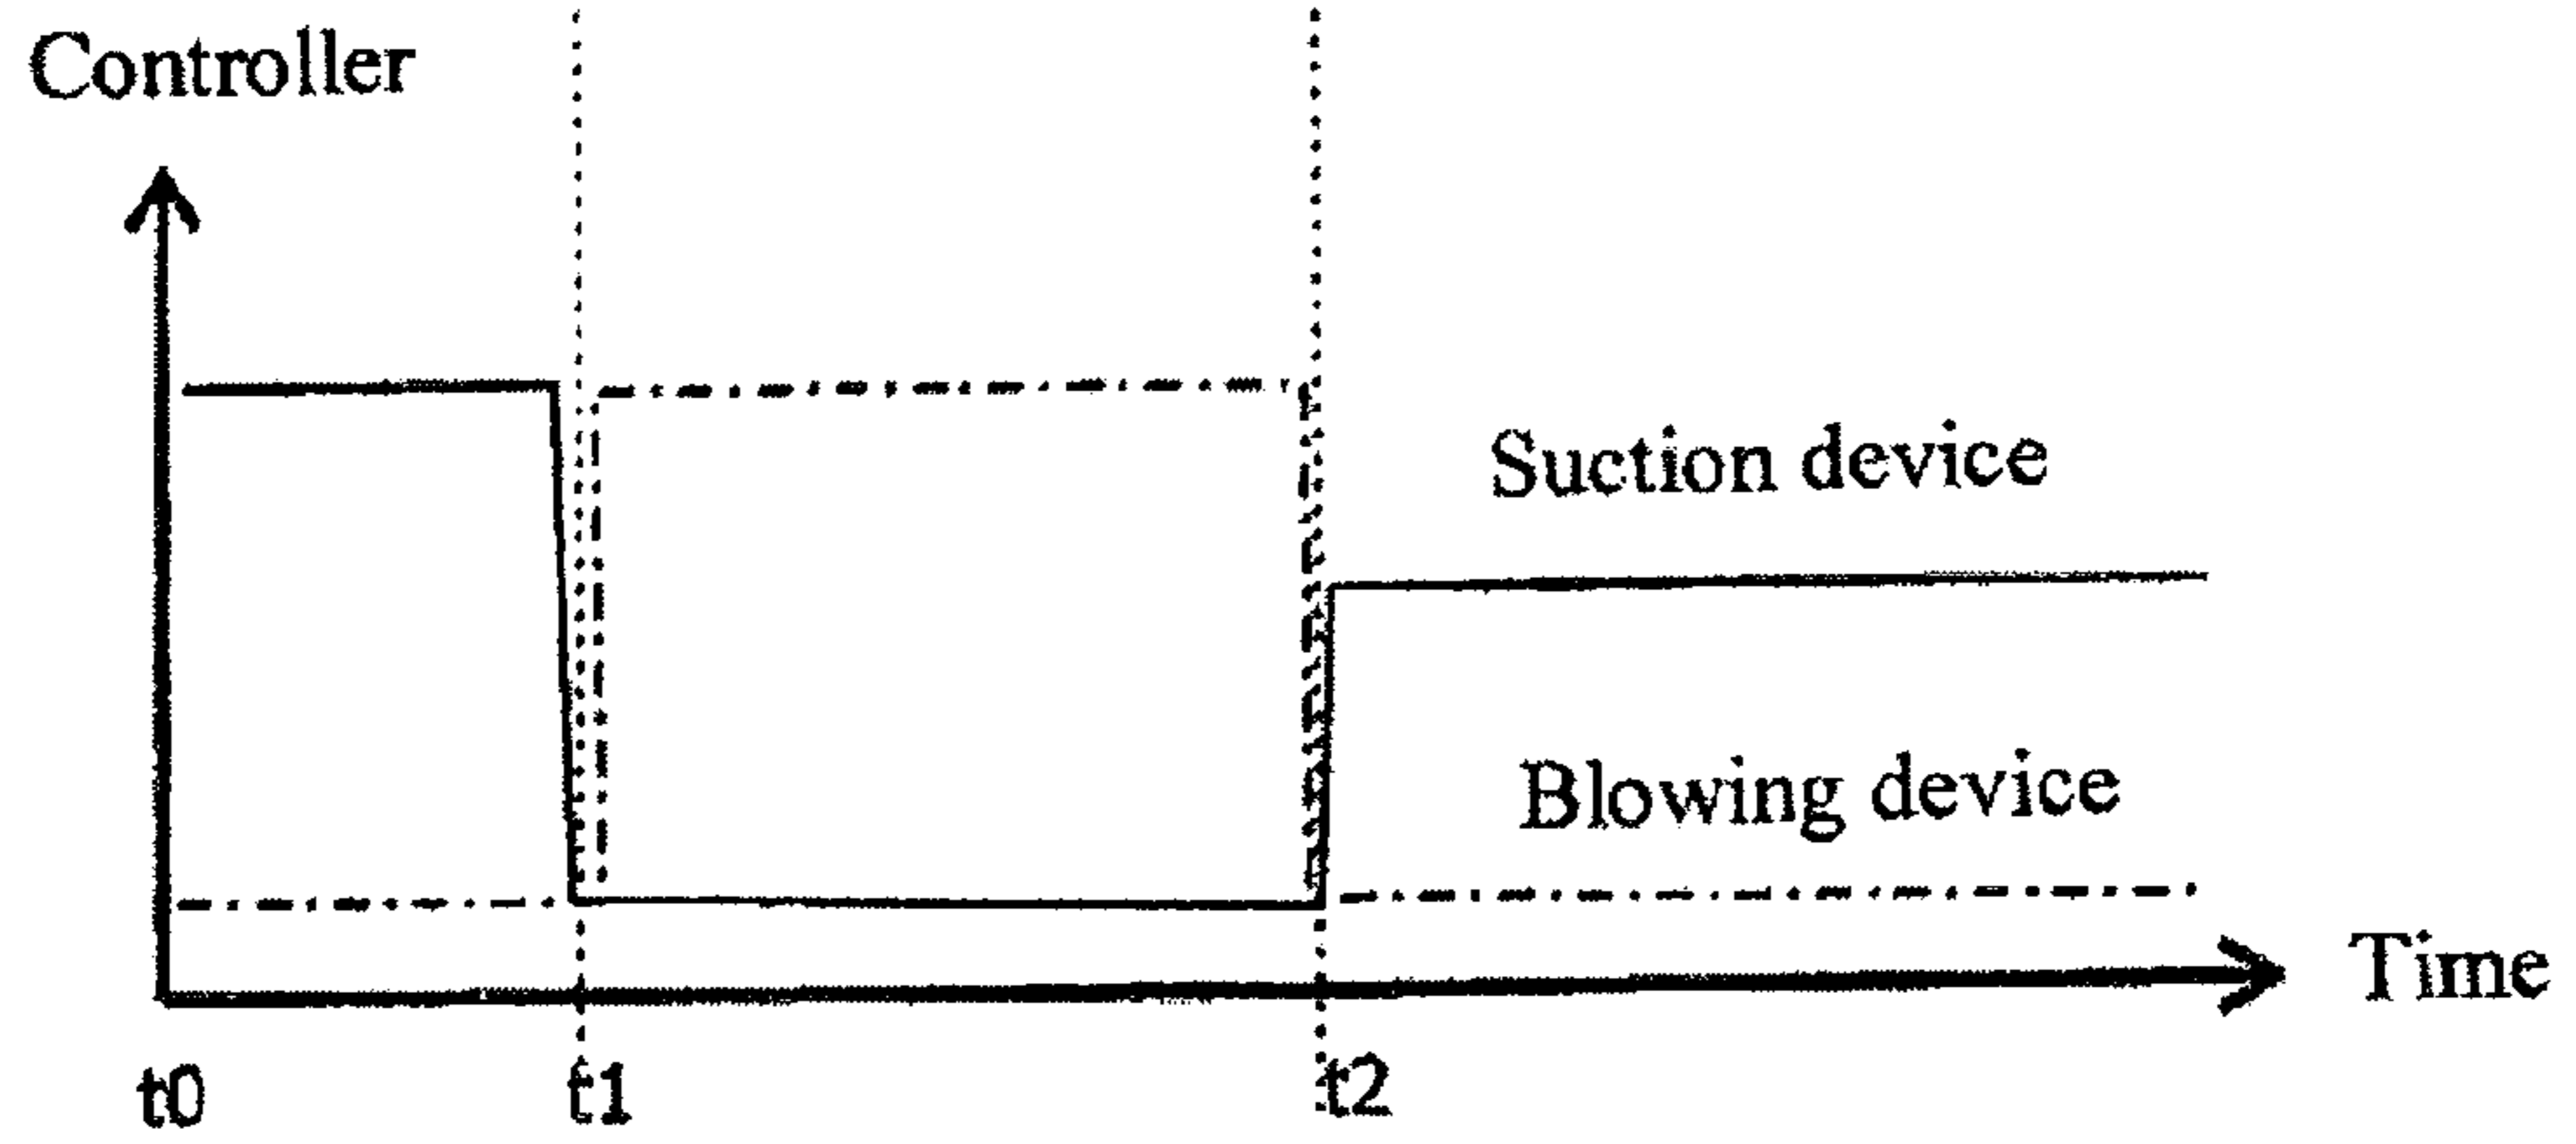 Controller
Suction device
Blowing device
Time
t0
t1
t2